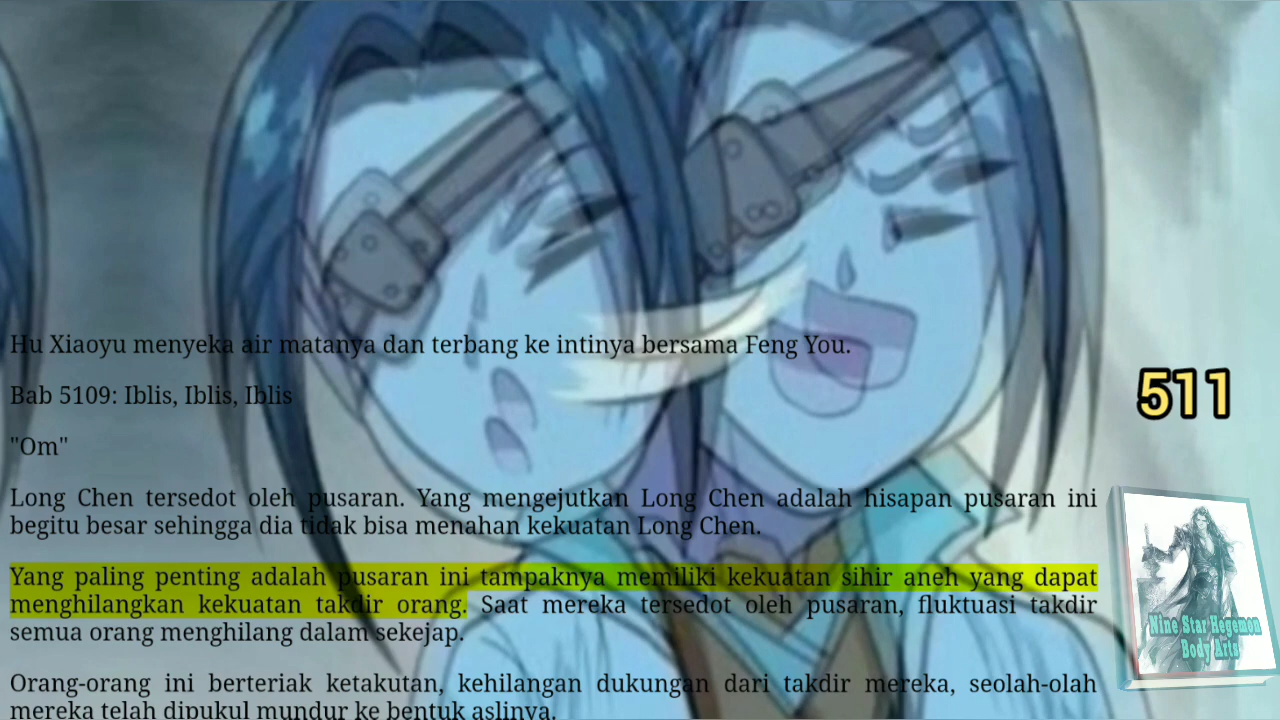 Hu Xiaoyu menyeka air matanya dan terbang ke intinya bersama Feng You.
Bab 5109: Iblis, Iblis, Iblis
"Om"
Long Chen tersedot oleh pusaran. Yang mengejutkan Long Chen adalah hisapan pusaran ini
begitu besar sehingga dia tidak bisa menahan kekuatan Long Chen.
Yang paling penting adalah pusaran ini tampaknya memiliki kekuatan sihir aneh yang dapat
menghilangkan kekuatan takdir orang. Saat mereka tersedot oleh pusaran, fluktuasi takdir
semua orang menghilang dalam sekejap.
Orang-orang ini berteriak ketakutan, kehilangan dukungan dari takdir mereka, seolah-olah
mereka telah dipukul mundur ke bentuk aslinya.
511
Nine Star Hegemon
Body Arts